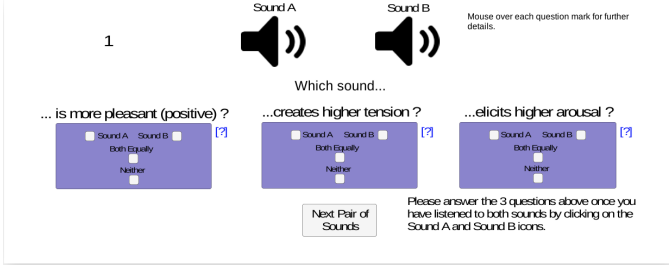 Sound A
Sound B
Mouse over each question mark for further
details.
1
Which sound...
... is more pleasant (positive) ?
...creates higher tension ?
...elicits higher arousal ?
Sound A Sound B
Both Equally
Neither
[?]
Sound A Sound B
Both Equally
Neither
[?]
Sound A Sound B
Both Equally
Neither
[?]
Next Pair of
Sounds
Please answer the 3 questions above once you
have listened to both sounds by clicking on the
Sound A and Sound B icons.